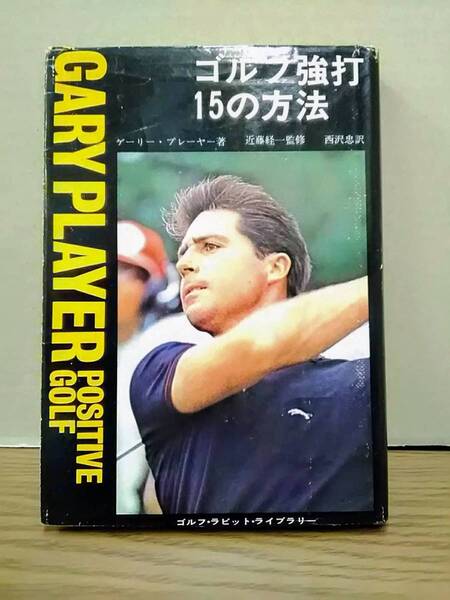 ゴルフ強打
15の方法
ゲーリー・プレーヤー著 近藤経一監修 西沢忠訳
GARY PLAYER
POSITIVE
GOLF
ゴルフ・ラビット・ライブラリー